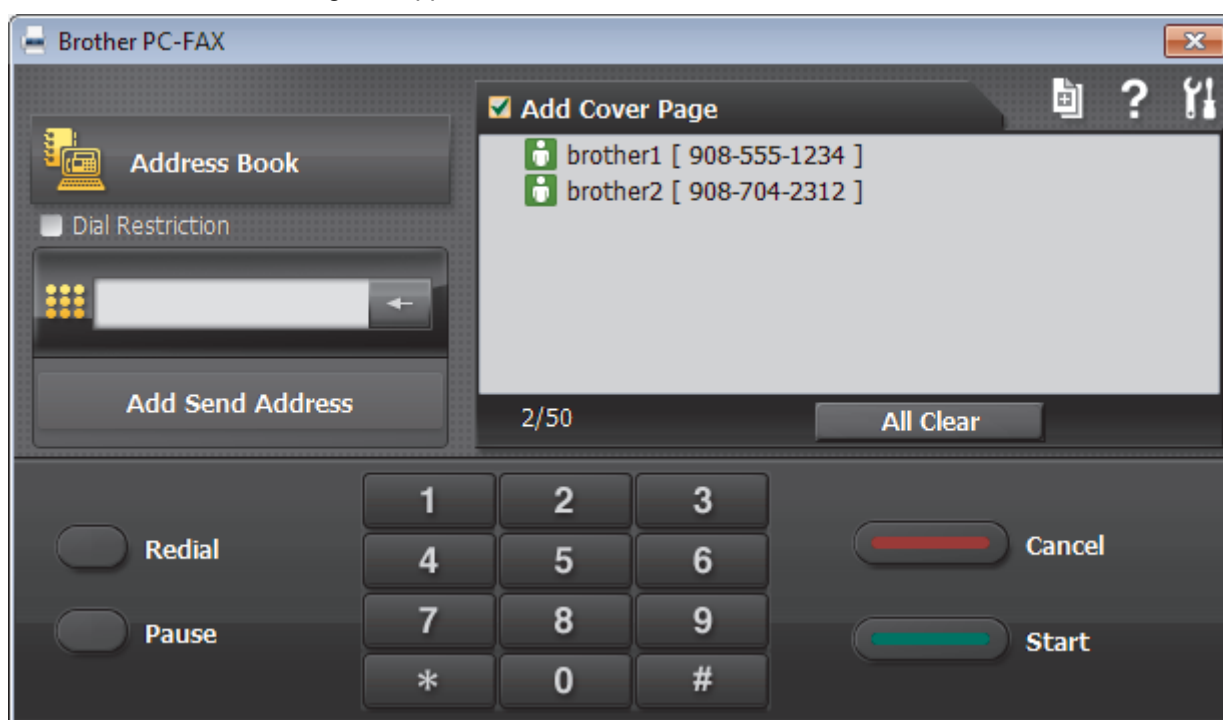 Brother PC-FAX
Address Book
Dial Restriction
Add Send Address
Add Cover Page
?
brother1 [ 908-555-1234 ]
brother2 [ 908-704-2312 ]
2/50
All Clear
Redial
Pause
1 2 3
4 5 6
7 8 9
* 0 #
Cancel
Start